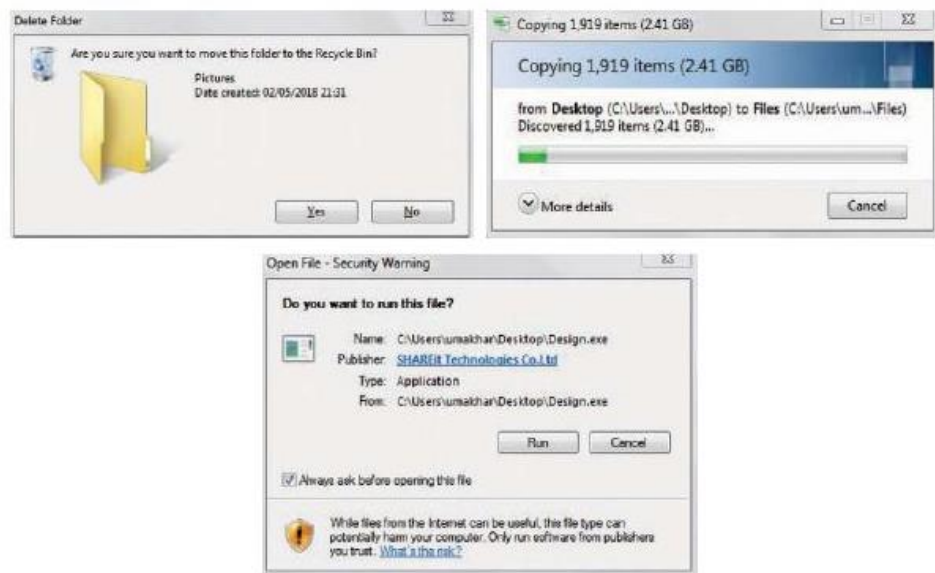 Delete Folder
Are you sure you want to move this folder to the Recycle Bin?
Pictures
Date created: 02/05/2018 21:31
Yes
No
Copying 1,919 items (2.41 GB)
Copying 1,919 items (2.41 GB)
from Desktop (C:\Users\...\Desktop) to Files (C:\Users\um...\Files)
Discovered 1,919 items (2.41 GB)...
More details
Cancel
Open File - Security Warning
Do you want to run this file?
Name: C:\Users\umakhar\Desktop\Design.exe
Publisher: SHAREit Technologies Co.Ltd
Type: Application
From: C:\Users\umakhar\Desktop\Design.exe
Run
Cancel
Always ask before opening this file
While files from the Internet can be useful, this file type can
potentially harm your computer. Only run software from publishers
you trust. What's the risk?